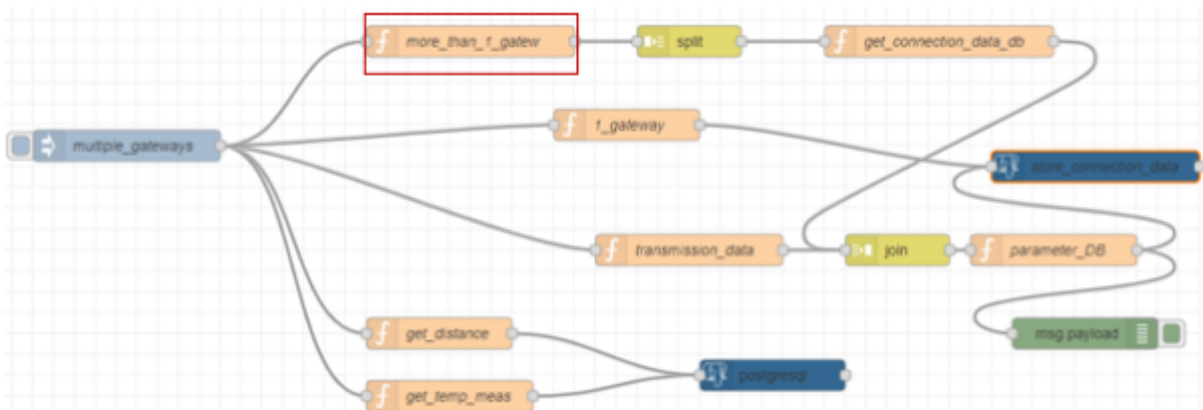 more_than_1_gatew
split
get_connection_data_db
1_gateway
multiple_gateways
store_connection_data
transmission_data
join
parameter_DB
get_distance
msg.payload
postgresql
get_temp_meas